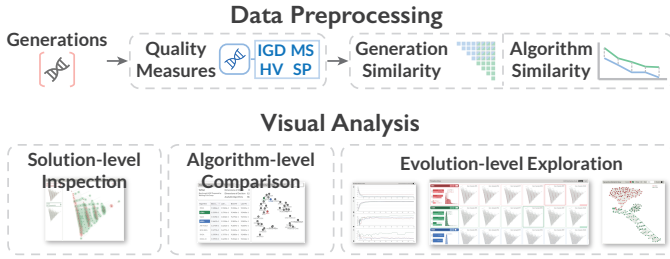 Data Preprocessing
Generations
Quality
Measures
IGD MS
HV SP
Generation
Similarity
Algorithm
Similarity
Visual Analysis
Solution-level
Inspection
Algorithm-level
Comparison
Evolution-level Exploration